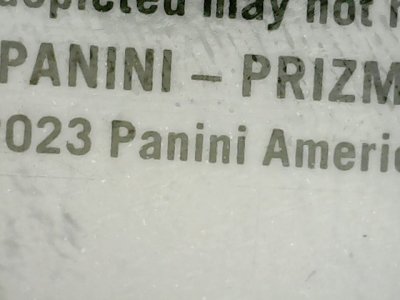 depicted may not
PANINI – PRIZM
2023 Panini Americ